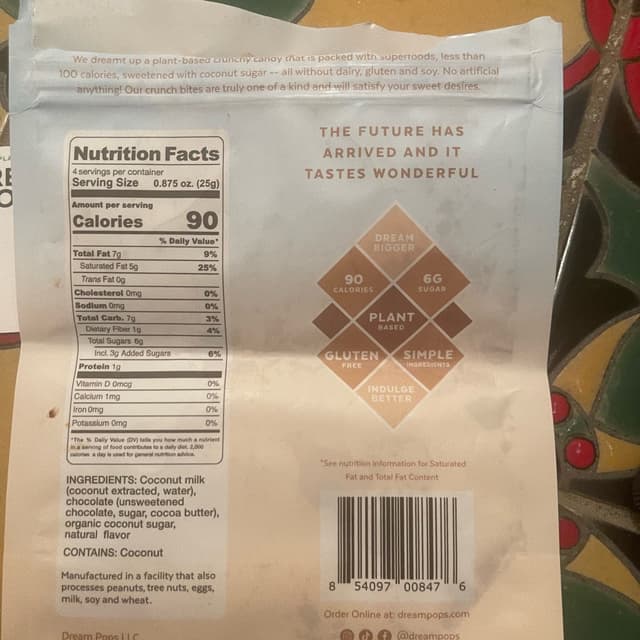 We dreamt up a plant-based crunchy candy that is packed with superfoods, less than
100 calories, sweetened with coconut sugar -- all without dairy, gluten and soy. No artificial
anything! Our crunch bites are truly one of a kind and will satisfy your sweet desires.
Nutrition Facts
4 servings per container
Serving Size 0.875 oz. (25g)
Amount per serving
Calories 90
% Daily Value*
Total Fat 7g 9%
Saturated Fat 5g 25%
Trans Fat 0g
Cholesterol 0mg 0%
Sodium 0mg 0%
Total Carb. 7g 3%
Dietary Fiber 1g 4%
Total Sugars 6g
Incl. 3g Added Sugars 6%
Protein 1g
Vitamin D 0mcg 0%
Calcium 1mg 0%
Iron 0mg 0%
Potassium 0mg 0%
*The % Daily Value (DV) tells you how much a nutrient
in a serving of food contributes to a daily diet. 2,000
calories a day is used for general nutrition advice.
INGREDIENTS: Coconut milk
(coconut extracted, water),
chocolate (unsweetened
chocolate, sugar, cocoa butter),
organic coconut sugar,
natural flavor
CONTAINS: Coconut
Manufactured in a facility that also
processes peanuts, tree nuts, eggs,
milk, soy and wheat.
Dream Pops LLC
THE FUTURE HAS
ARRIVED AND IT
TASTES WONDERFUL
DREAM
BIGGER
90
CALORIES
6G
SUGAR
PLANT
BASED
GLUTEN
FREE
SIMPLE
INGREDIENTS
INDULGE
BETTER
*See nutrition information for Saturated
Fat and Total Fat Content
8 54097 00847 6
Order Online at: dreampops.com
@dreampops